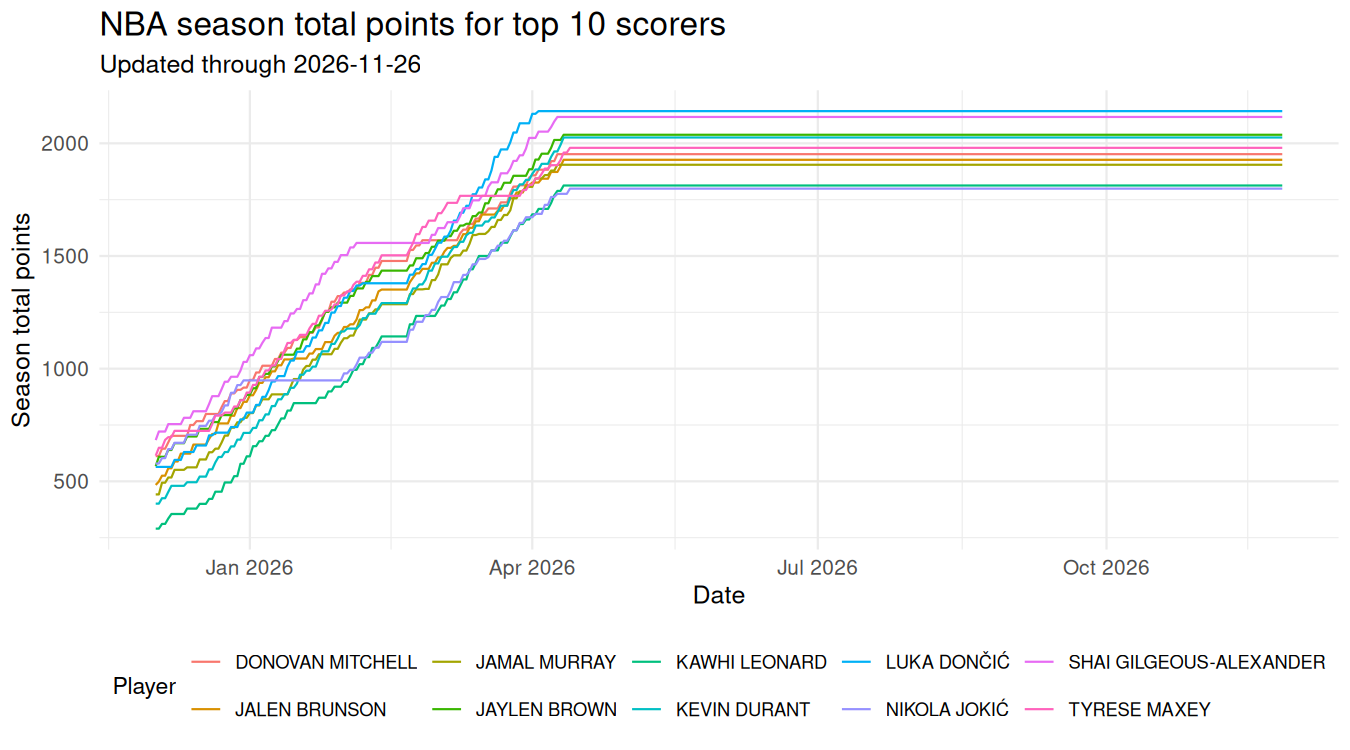 NBA season total points for top 10 scorers
Updated through 2026-11-26
Season total points
2000
1500
1000
500
Jan 2026 Apr 2026 Jul 2026 Oct 2026
Date
Player
DONOVAN MITCHELL JAMAL MURRAY KAWHI LEONARD LUKA DONČIĆ SHAI GILGEOUS-ALEXANDER
JALEN BRUNSON JAYLEN BROWN KEVIN DURANT NIKOLA JOKIĆ TYRESE MAXEY